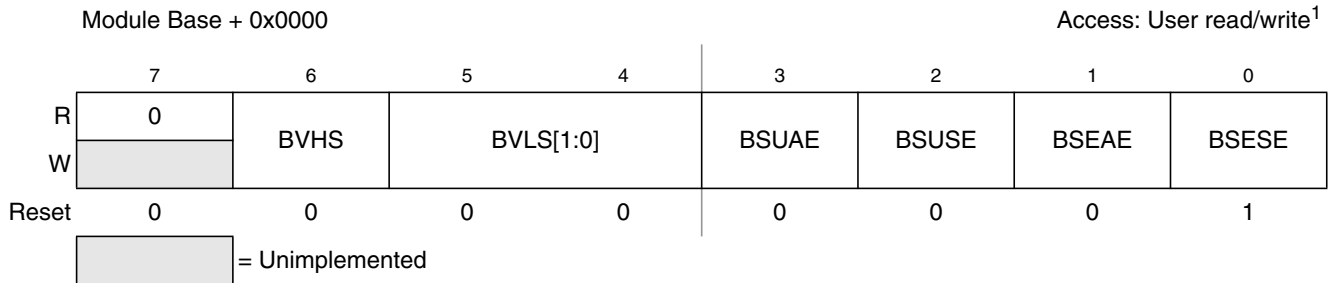 Module Base + 0x0000 Access: User read/write1
7 6 5 4 3 2 1 0
R 0 BVHS BVLS[1:0] BSUAE BSUSE BSEAE BSESE
W
Reset 0 0 0 0 0 0 0 1
= Unimplemented